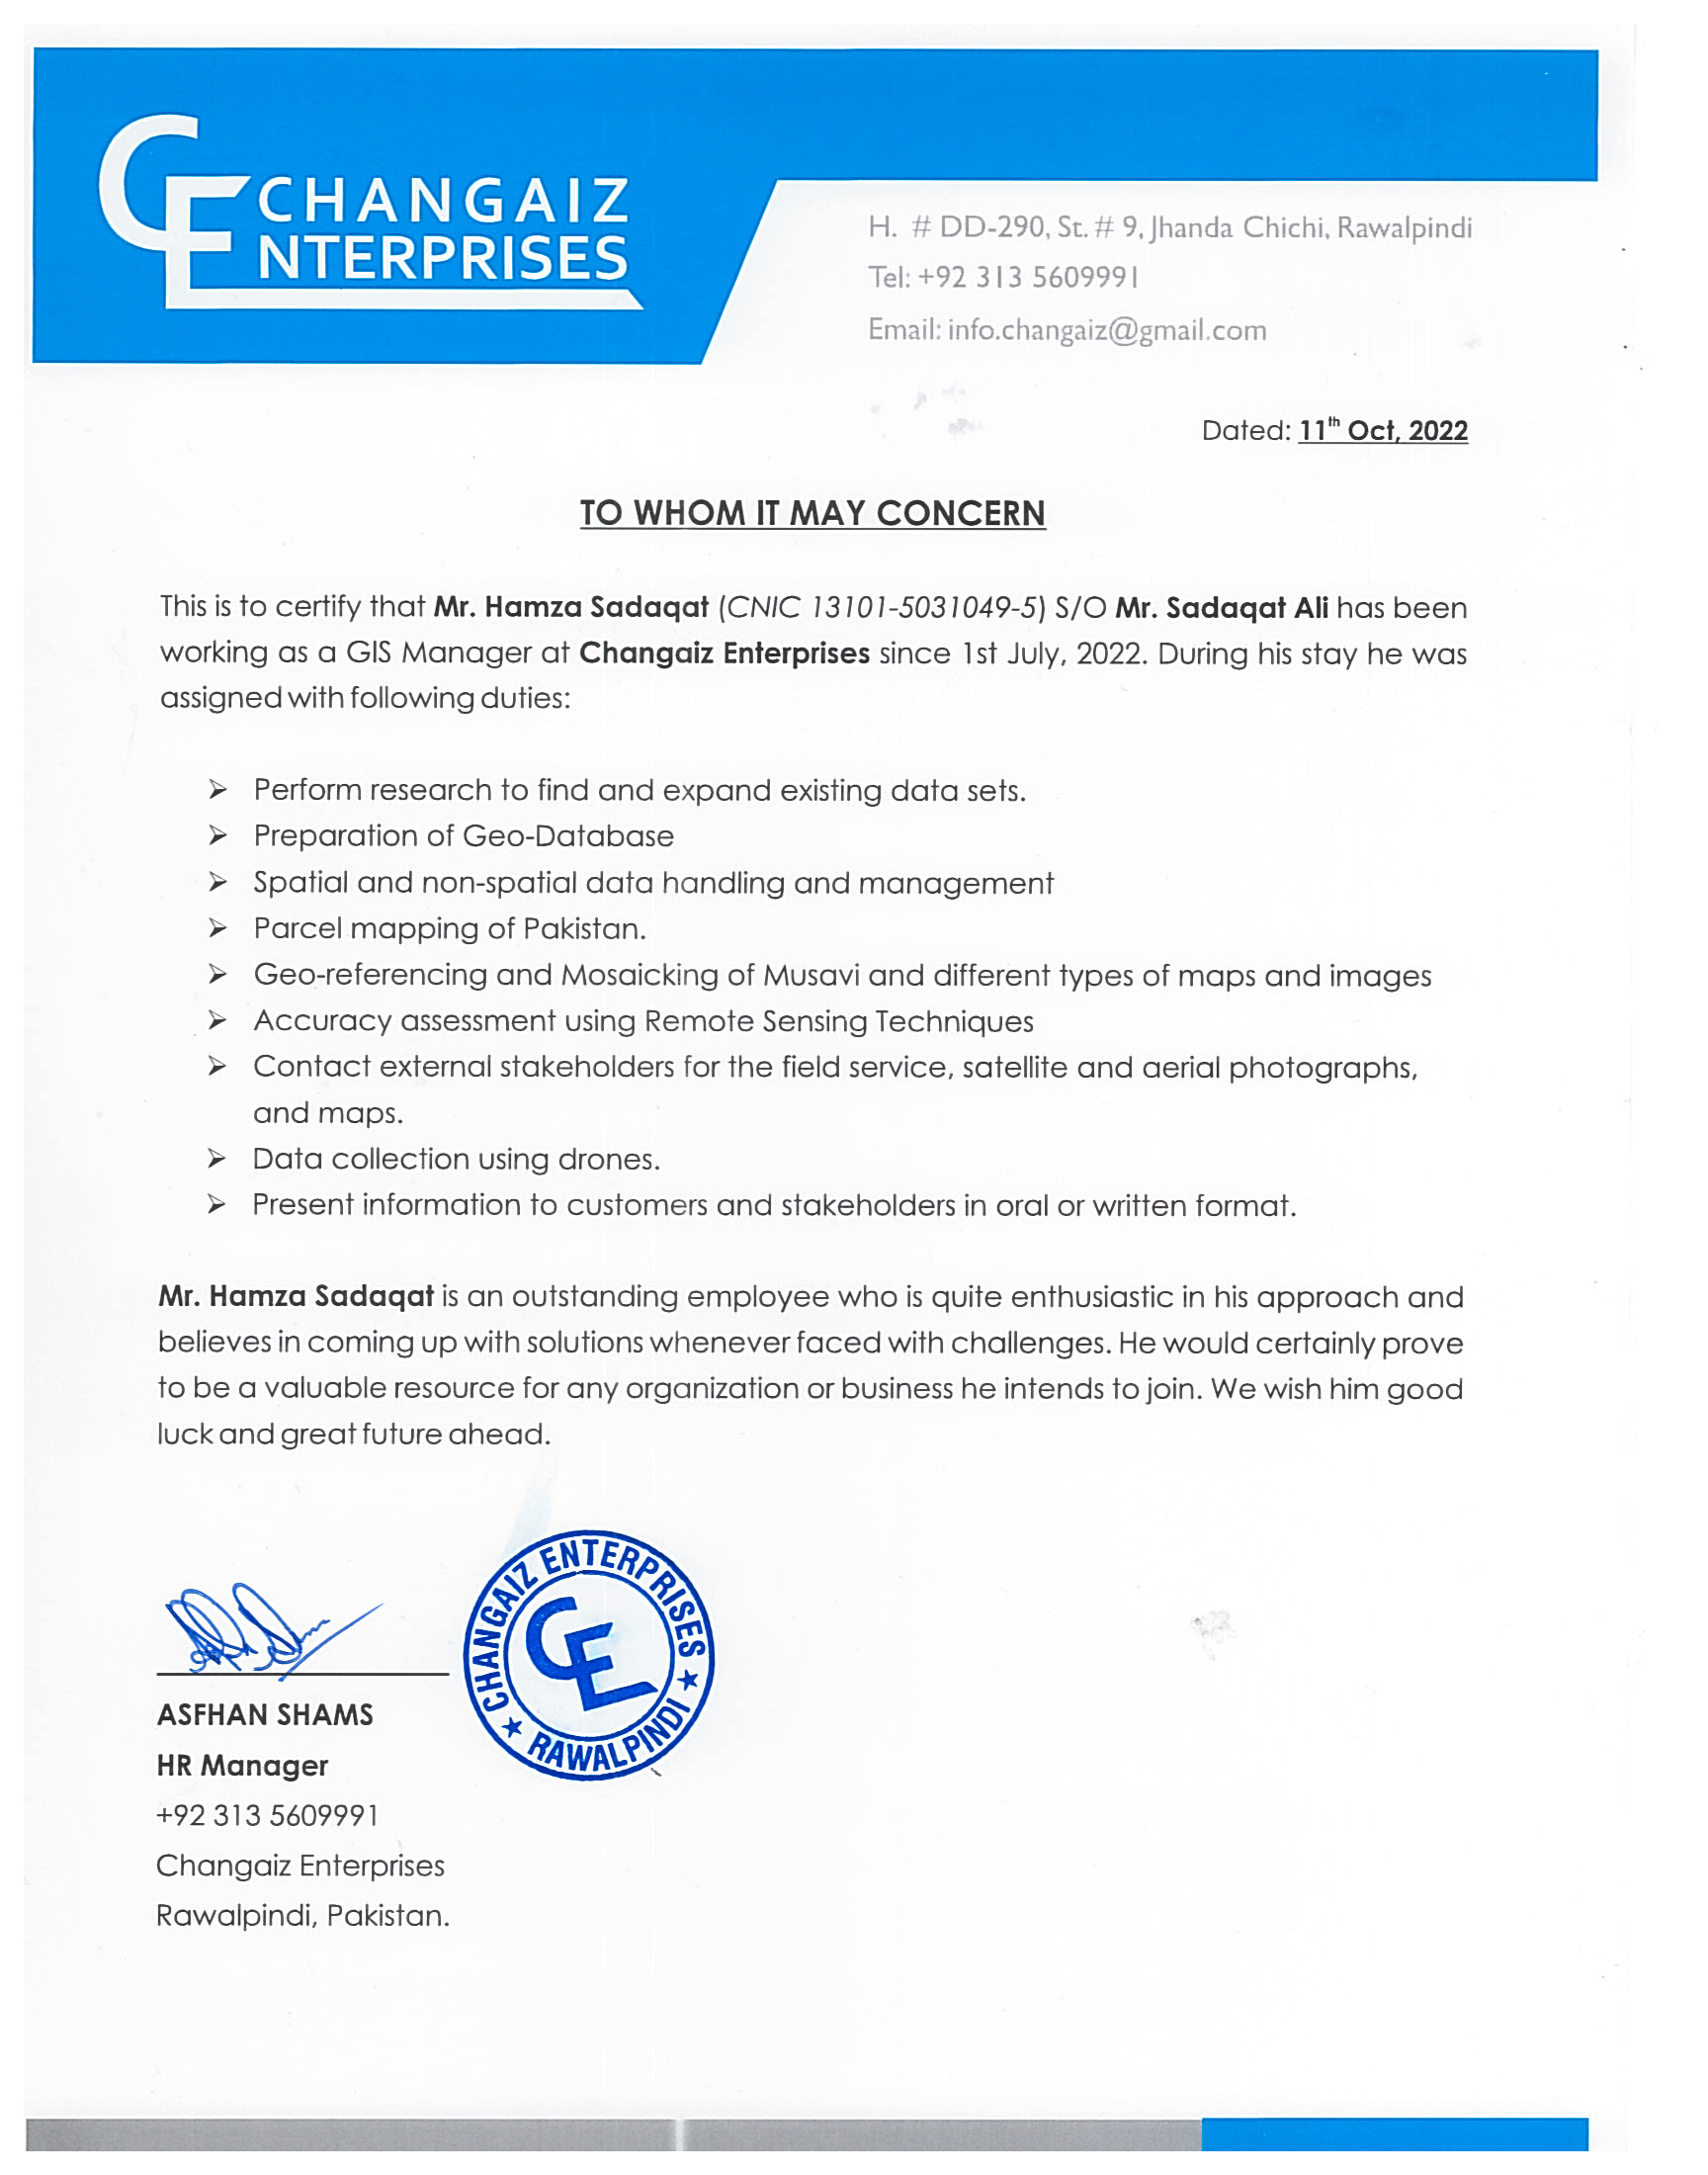 CHANGAIZ
ENTERPRISES
H. # DD-290, St. # 9, Jhanda Chichi, Rawalpindi
Tel: +92 313 5609991
Email: info.changaiz@gmail.com
Dated: 11th Oct, 2022
TO WHOM IT MAY CONCERN
This is to certify that Mr. Hamza Sadaqat (CNIC 13101-5031049-5) S/O Mr. Sadaqat Ali has been
working as a GIS Manager at Changaiz Enterprises since 1st July, 2022. During his stay he was
assigned with following duties:
➢ Perform research to find and expand existing data sets.
➢ Preparation of Geo-Database
➢ Spatial and non-spatial data handling and management
➢ Parcel mapping of Pakistan.
➢ Geo-referencing and Mosaicking of Musavi and different types of maps and images
➢ Accuracy assessment using Remote Sensing Techniques
➢ Contact external stakeholders for the field service, satellite and aerial photographs,
and maps.
➢ Data collection using drones.
➢ Present information to customers and stakeholders in oral or written format.
Mr. Hamza Sadaqat is an outstanding employee who is quite enthusiastic in his approach and
believes in coming up with solutions whenever faced with challenges. He would certainly prove
to be a valuable resource for any organization or business he intends to join. We wish him good
luck and great future ahead.
CHANGAIZ ENTERPRISES
CE
★ RAWALPINDI ★
ASFHAN SHAMS
HR Manager
+92 313 5609991
Changaiz Enterprises
Rawalpindi, Pakistan.